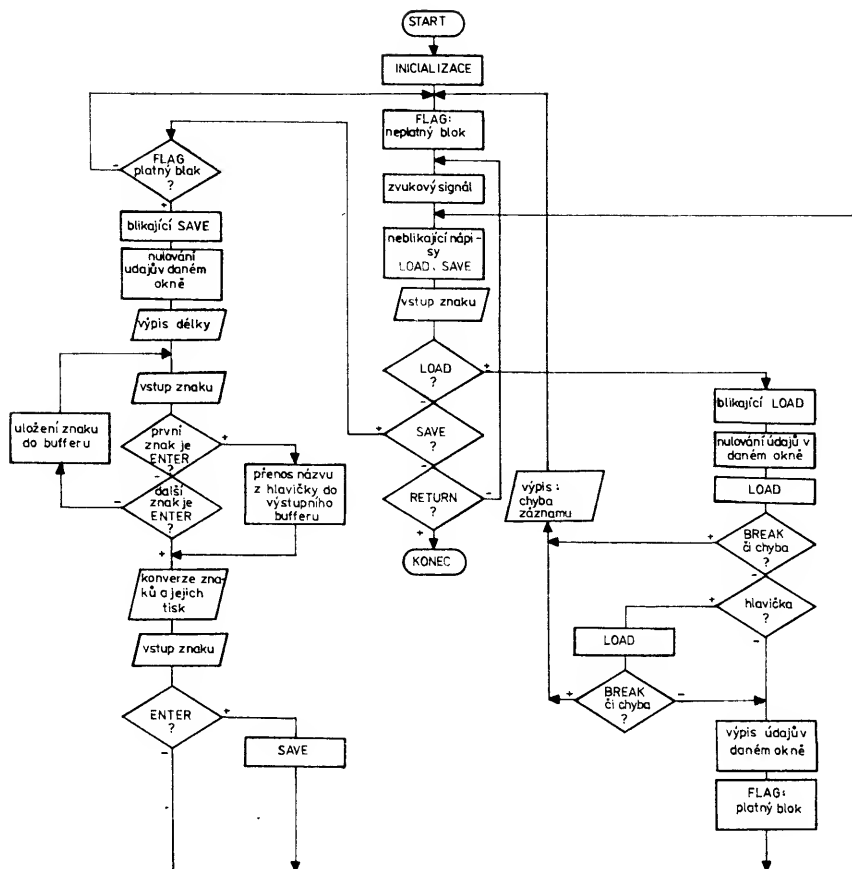 START
INICIALIZACE
FLAG:
neplatný blok
zvukový signál
neblikající nápi-
sy
LOAD, SAVE
vstup znaku
LOAD
?
+
-
SAVE
?
+
-
RETURN
?
-
+
KONEC
FLAG
platný blak
?
-
+
blikající SAVE
nulování
údajův daném
okně
výpis délky
vstup znaku
uložení znaku
do bufferu
první
znak je
ENTER
?
+
-
další
znak je
ENTER
?
-
+
přenos názvu
z hlavičky do
výstupního
bufferu
konverze zna-
ků a jejich
tisk
vstup znaku
ENTER
?
+
-
SAVE
blikající LOAD
nulování údajů v
daném okně
LOAD
BREAK
či chyba
?
+
-
výpis:
chyba
záznamu
hlavička
?
+
-
LOAD
BREAK
či chyba
?
+
-
výpis údajův
daném okně
FLAG:
platný blok